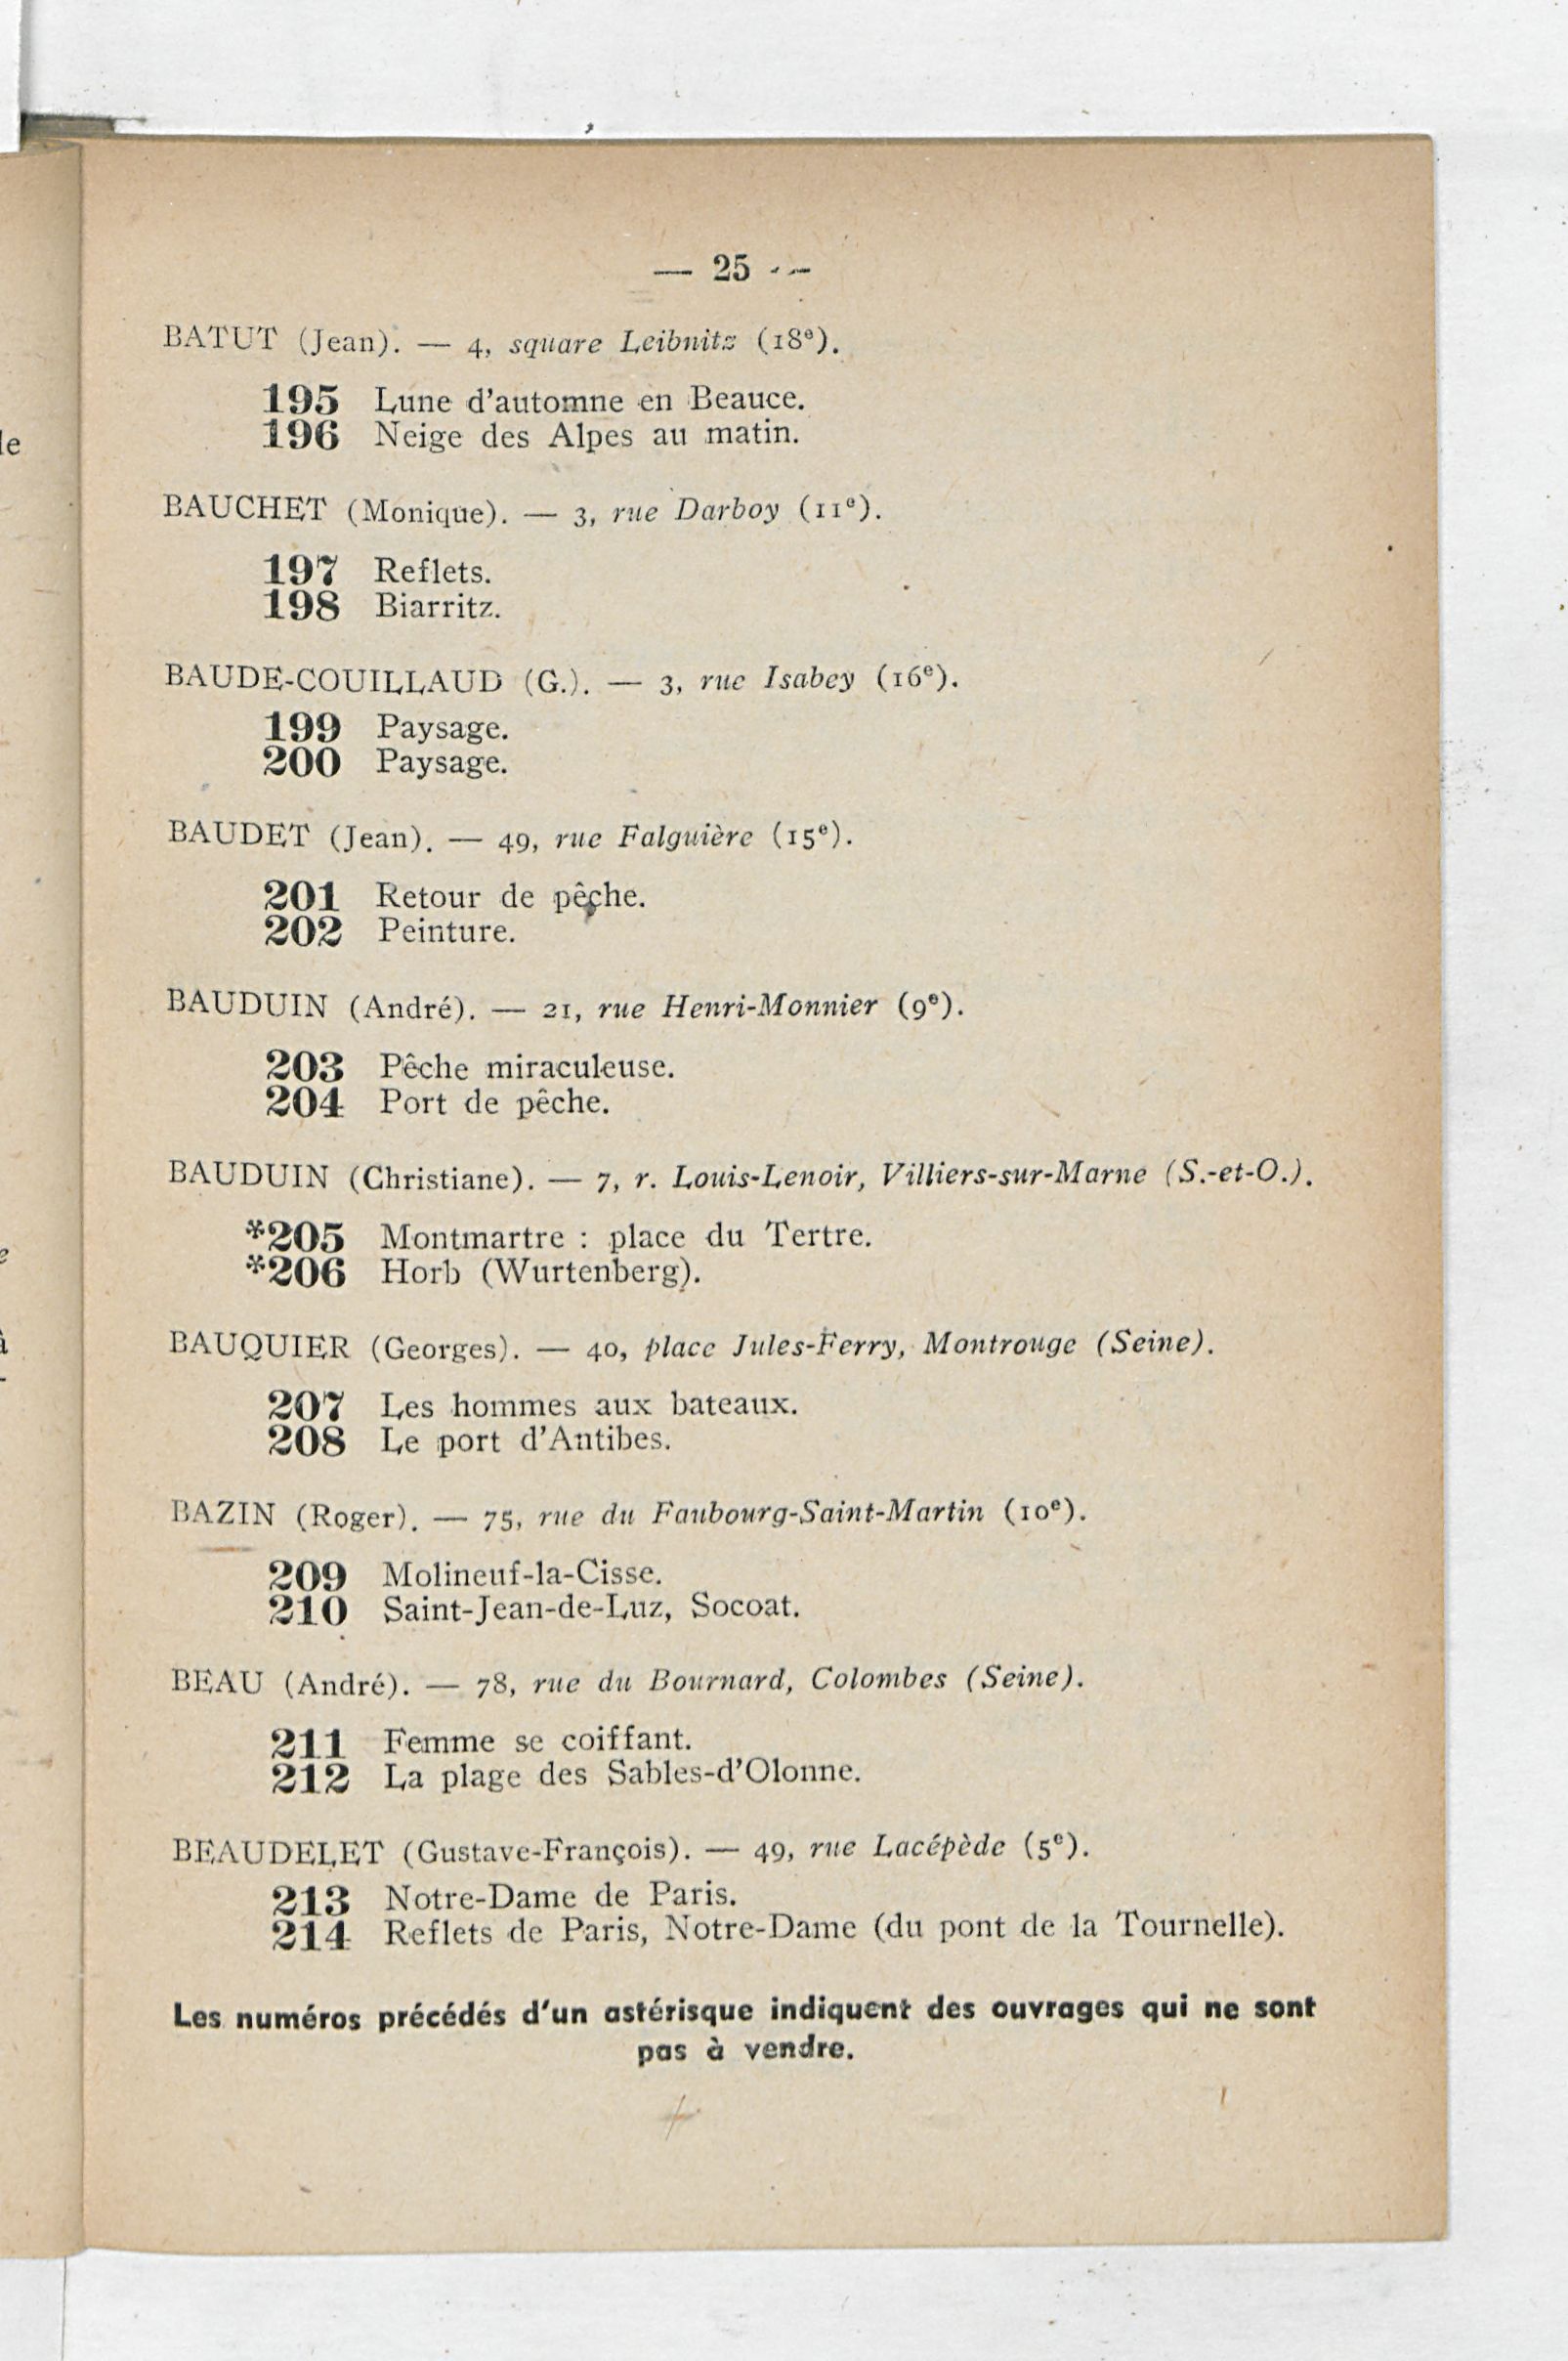 — 25 —
BATUT (Jean). — 4, square Leibnitz (18e).
195 Lune d'automne en Beauce.
196 Neige des Alpes au matin.
BAUCHET (Monique). — 3, rue Darboy (11e).
197 Reflets.
198 Biarritz.
BAUDE-COUILLAUD (G.). — 3, rue Isabey (16e).
199 Paysage.
200 Paysage.
BAUDET (Jean). — 49, rue Falguière (15e).
201 Retour de pêche.
202 Peinture.
BAUDUIN (André). — 21, rue Henri-Monnier (9e).
203 Pêche miraculeuse.
204 Port de pêche.
BAUDUIN (Christiane). — 7, r. Louis-Lenoir, Villiers-sur-Marne (S.-et-O.).
*205 Montmartre : place du Tertre.
*206 Horb (Wurtenberg).
BAUQUIER (Georges). — 40, place Jules-Ferry, Montrouge (Seine).
207 Les hommes aux bateaux.
208 Le port d'Antibes.
BAZIN (Roger). — 75, rue du Faubourg-Saint-Martin (10e).
209 Molineuf-la-Cisse.
210 Saint-Jean-de-Luz, Socoat.
BEAU (André). — 78, rue du Bournard, Colombes (Seine).
211 Femme se coiffant.
212 La plage des Sables-d'Olonne.
BEAUDELET (Gustave-François). — 49, rue Lacépède (5e).
213 Notre-Dame de Paris.
214 Reflets de Paris, Notre-Dame (du pont de la Tournelle).
Les numéros précédés d'un astérisque indiquent des ouvrages qui ne sont
pas à vendre.